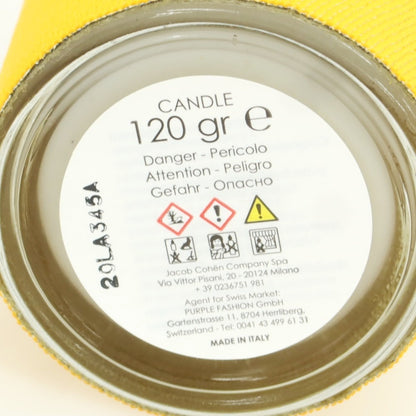 CANDLE
120 gr ℮
Danger - Pericolo
Attention - Peligro
Gefahr - Опасно
Jacob Cohën Company Spa
Via Vittor Pisani, 20 - 20124 Milano
+ 39 0236751 981
Agent for Swiss Market:
PURPLE FASHION GmbH
Gartenstrasse 11, 8704 Herrliberg,
Switzerland - Tel: 0041 43 499 61 31
MADE IN ITALY
20LA345A